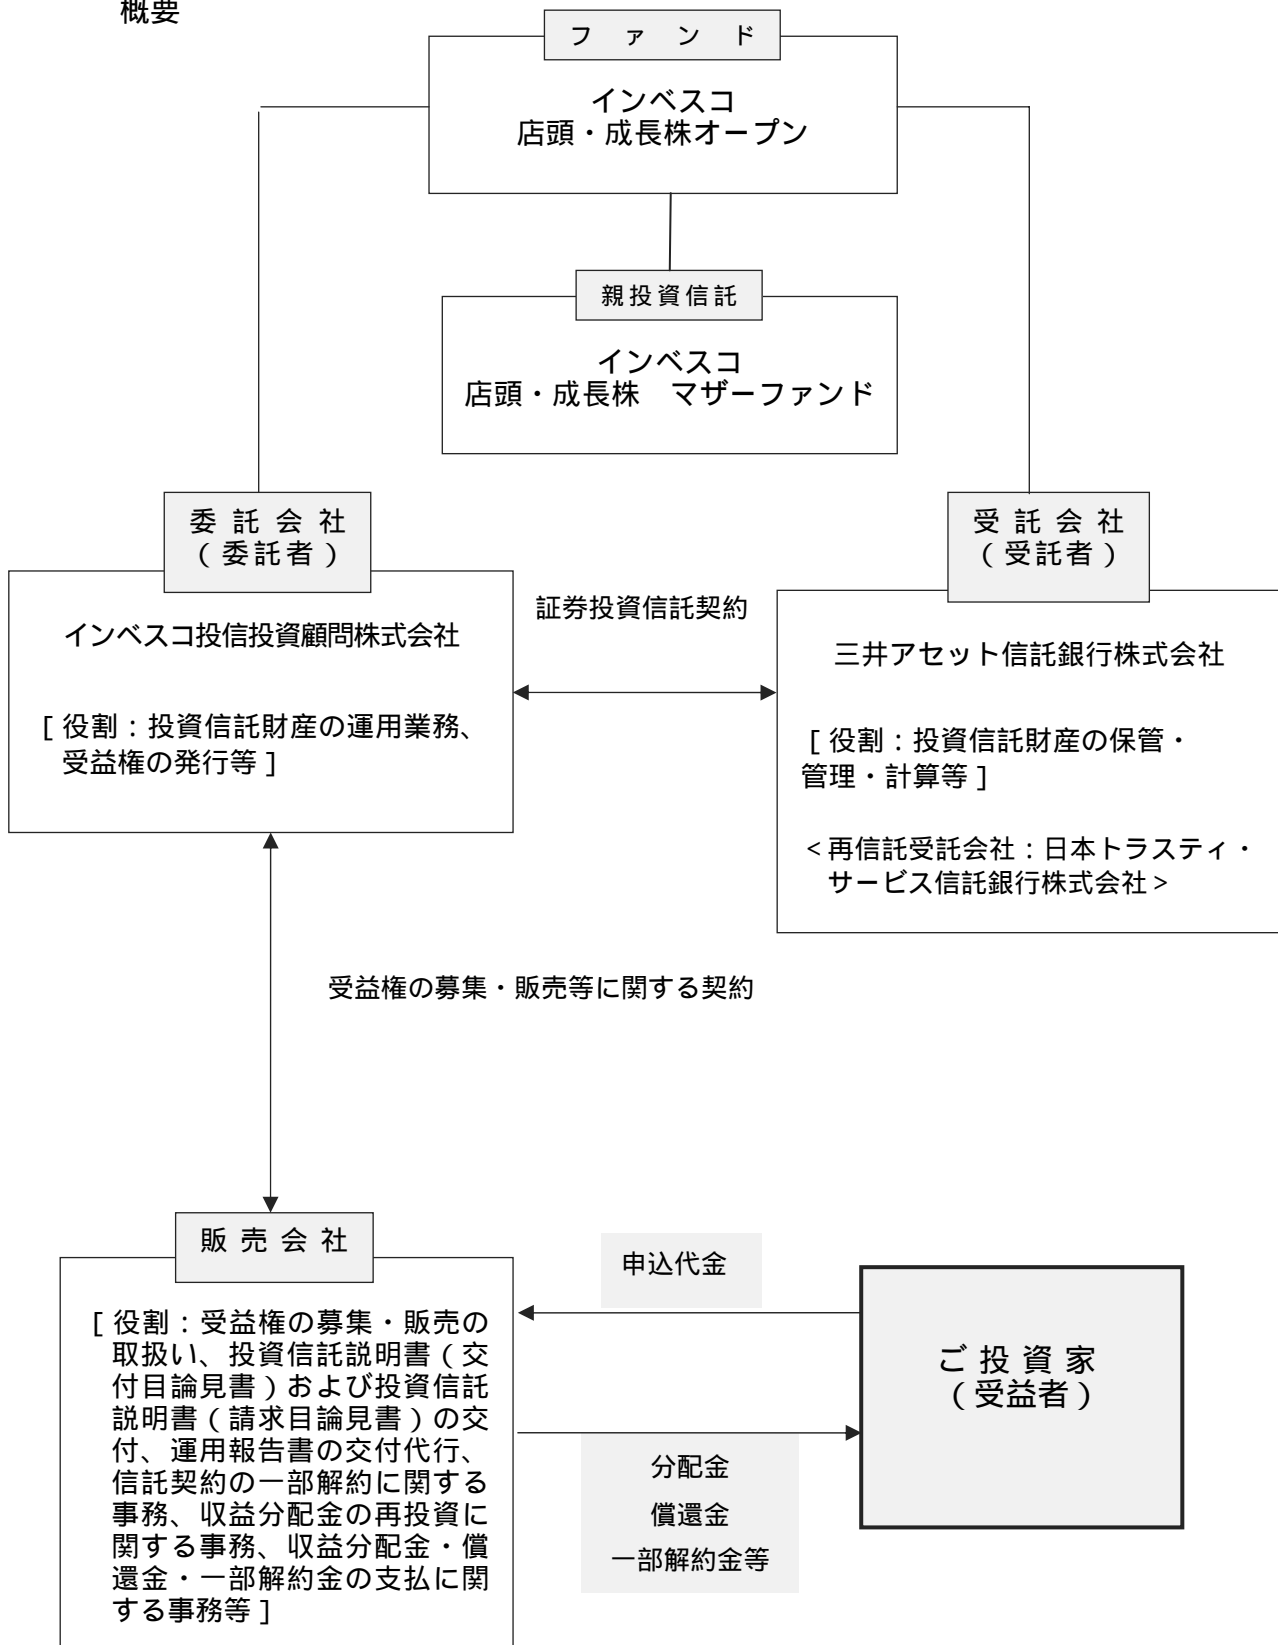 概要
ファンド
インベスコ
店頭・成長株オープン
親投資信託
インベスコ
店頭・成長株　マザーファンド
委託会社
（委託者）
インベスコ投信投資顧問株式会社
[ 役割：投資信託財産の運用業務、
受益権の発行等 ]
証券投資信託契約
受託会社
（受託者）
三井アセット信託銀行株式会社
[ 役割：投資信託財産の保管・
管理・計算等 ]
< 再信託受託会社：日本トラスティ・
サービス信託銀行株式会社 >
受益権の募集・販売等に関する契約
販売会社
[ 役割：受益権の募集・販売の
取扱い、投資信託説明書（交
付目論見書）および投資信託
説明書（請求目論見書）の交
付、運用報告書の交付代行、
信託契約の一部解約に関する
事務、収益分配金の再投資に
関する事務、収益分配金・償
還金・一部解約金の支払に関
する事務等 ]
申込代金
分配金
償還金
一部解約金等
ご投資家
（受益者）